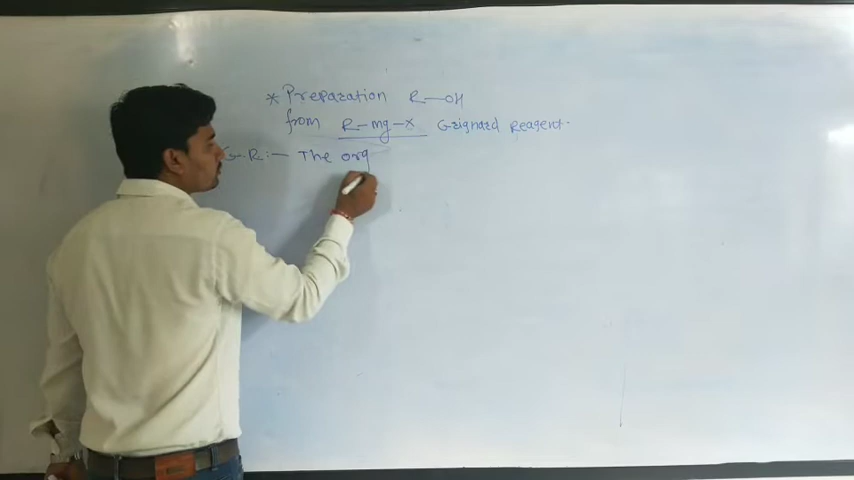 * Preparation R—OH
from R-mg-X Grignard Reagent.
G.R:— The org